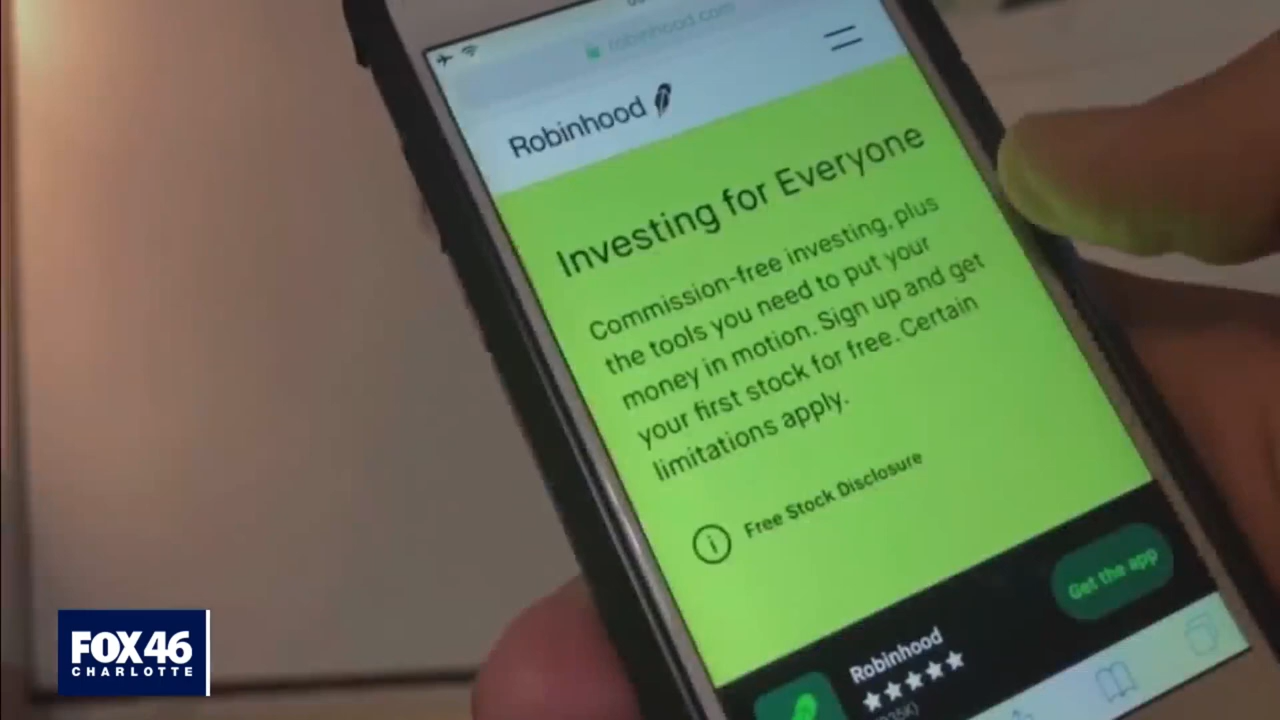 robinhood.com
Robinhood
Investing for Everyone
Commission-free investing, plus
the tools you need to put your
money in motion. Sign up and get
your first stock for free. Certain
limitations apply.
Free Stock Disclosure
Get the app
Robinhood
FOX 46
CHARLOTTE